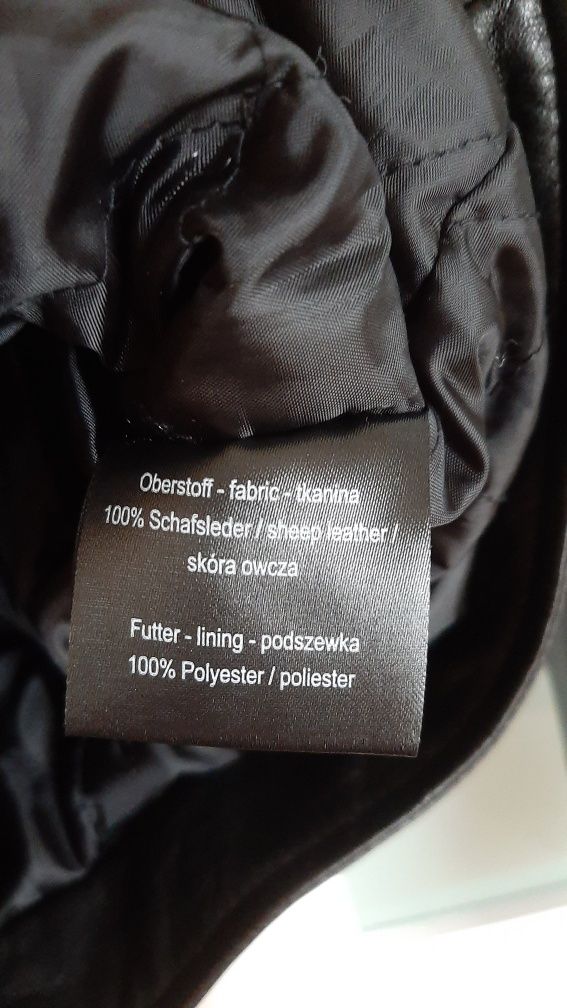 Oberstoff - fabric - tkanina
100% Schafsleder / sheep leather /
skóra owcza
Futter - lining - podszewka
100% Polyester / poliester